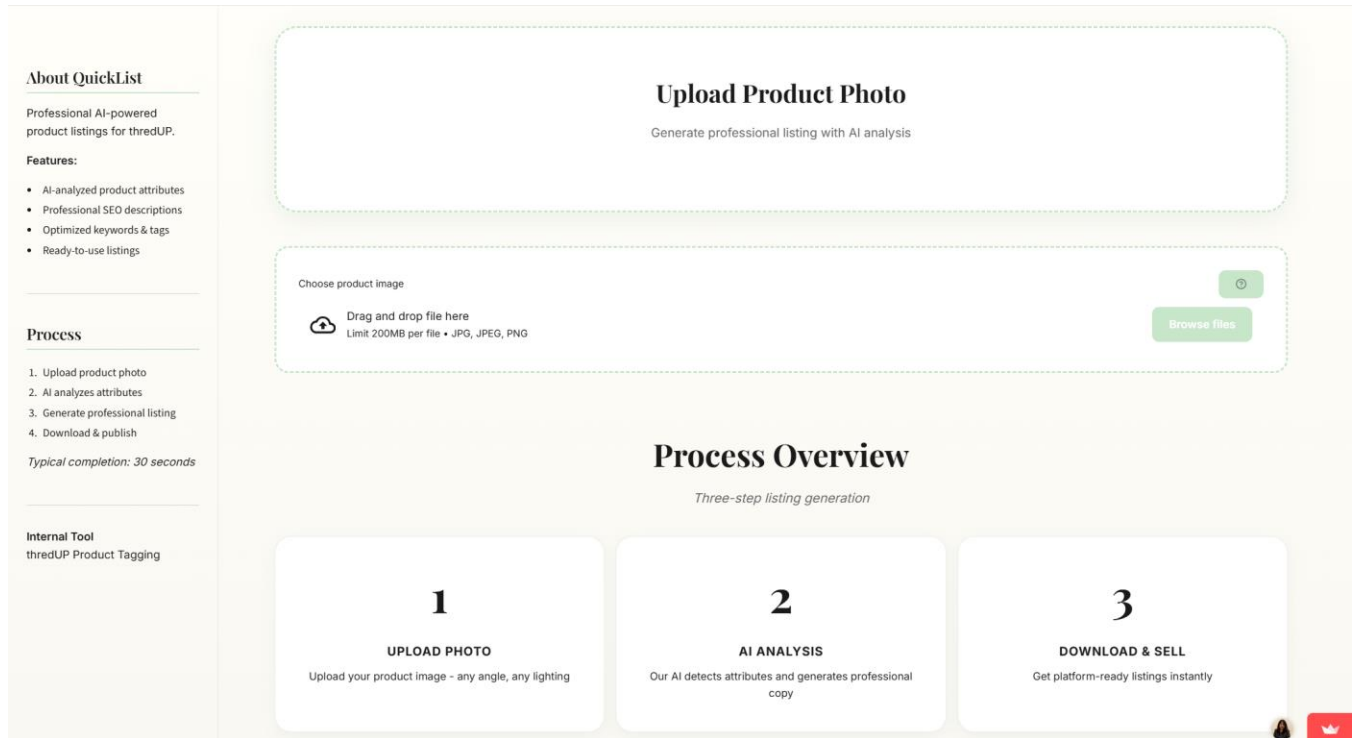 About QuickList
Professional AI-powered
product listings for thredUP.
Features:
• AI-analyzed product attributes
• Professional SEO descriptions
• Optimized keywords & tags
• Ready-to-use listings
Process
1. Upload product photo
2. AI analyzes attributes
3. Generate professional listing
4. Download & publish
Typical completion: 30 seconds
Internal Tool
thredUP Product Tagging
Upload Product Photo
Generate professional listing with AI analysis
Choose product image
Drag and drop file here
Limit 200MB per file • JPG, JPEG, PNG
Browse files
Process Overview
Three-step listing generation
1
UPLOAD PHOTO
Upload your product image - any angle, any lighting
2
AI ANALYSIS
Our AI detects attributes and generates professional
copy
3
DOWNLOAD & SELL
Get platform-ready listings instantly